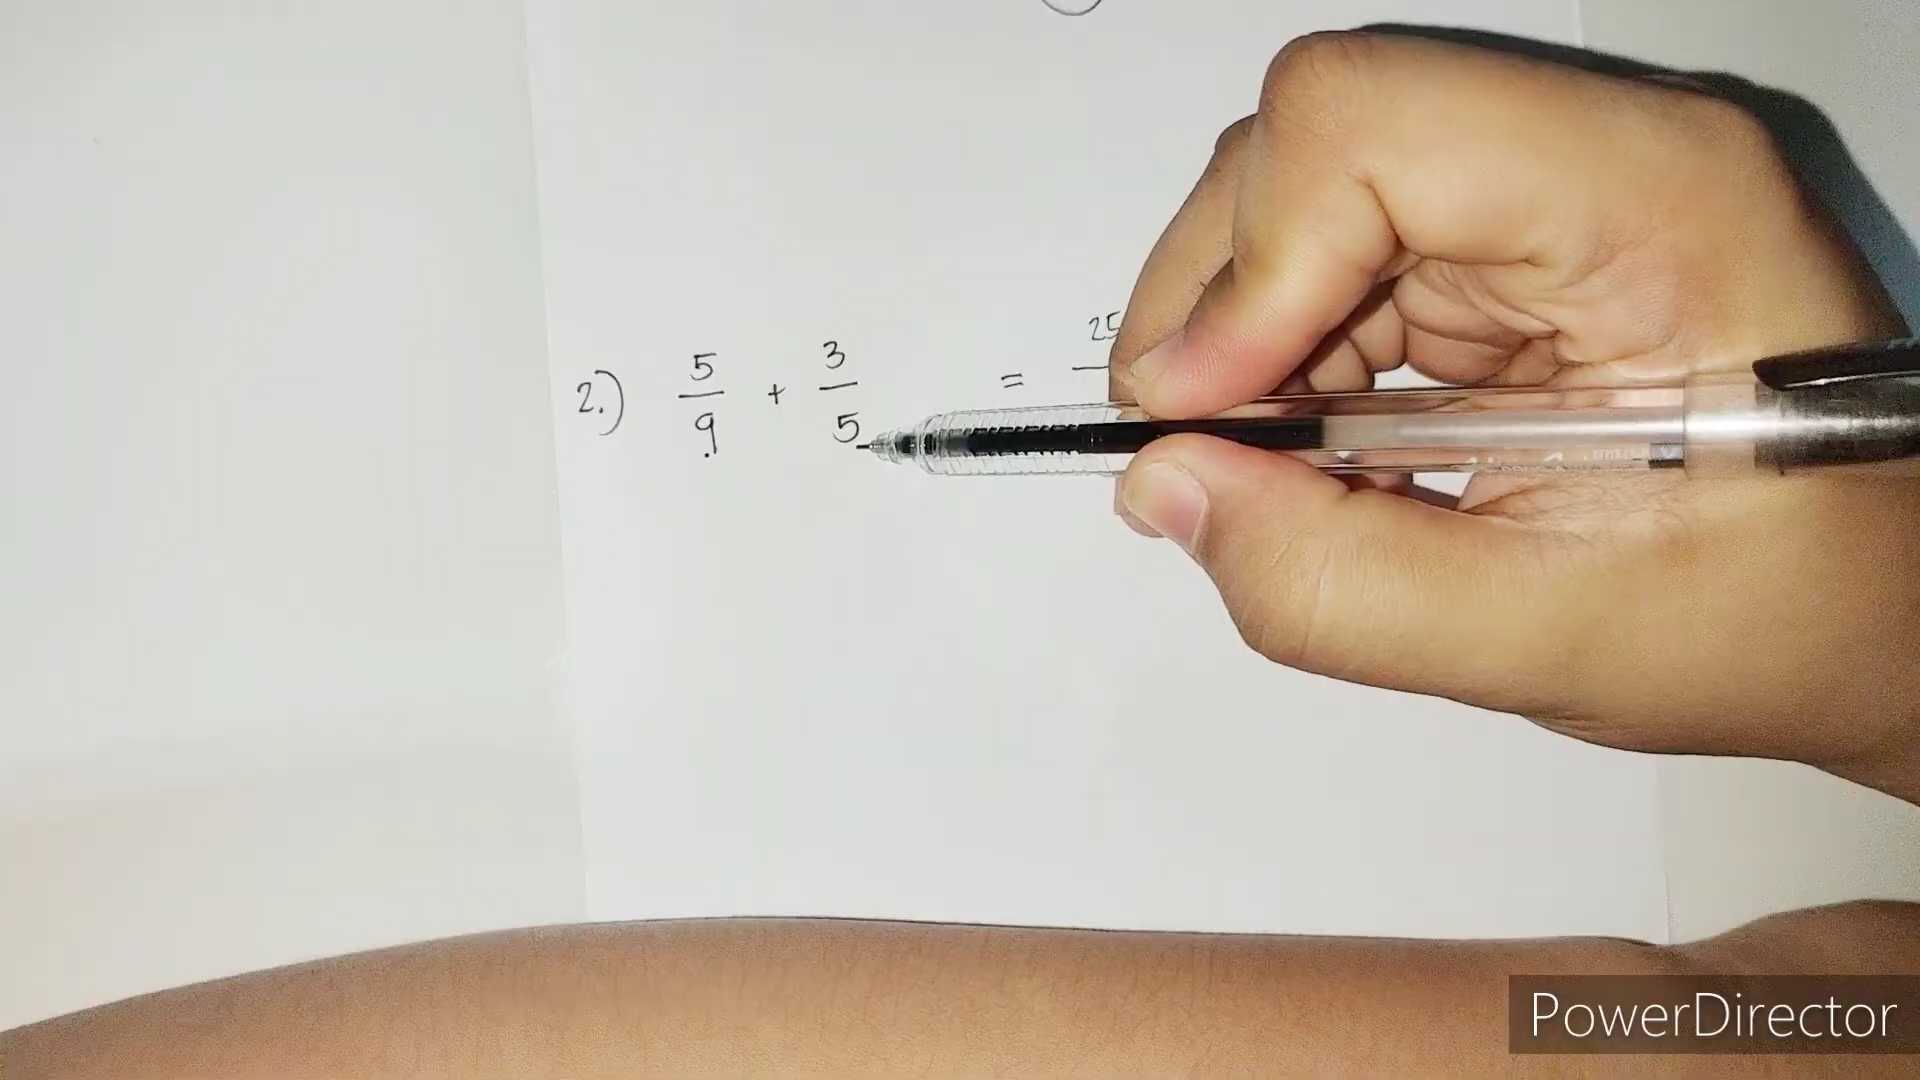 2.) 5/9 + 3/5 = 25
PowerDirector